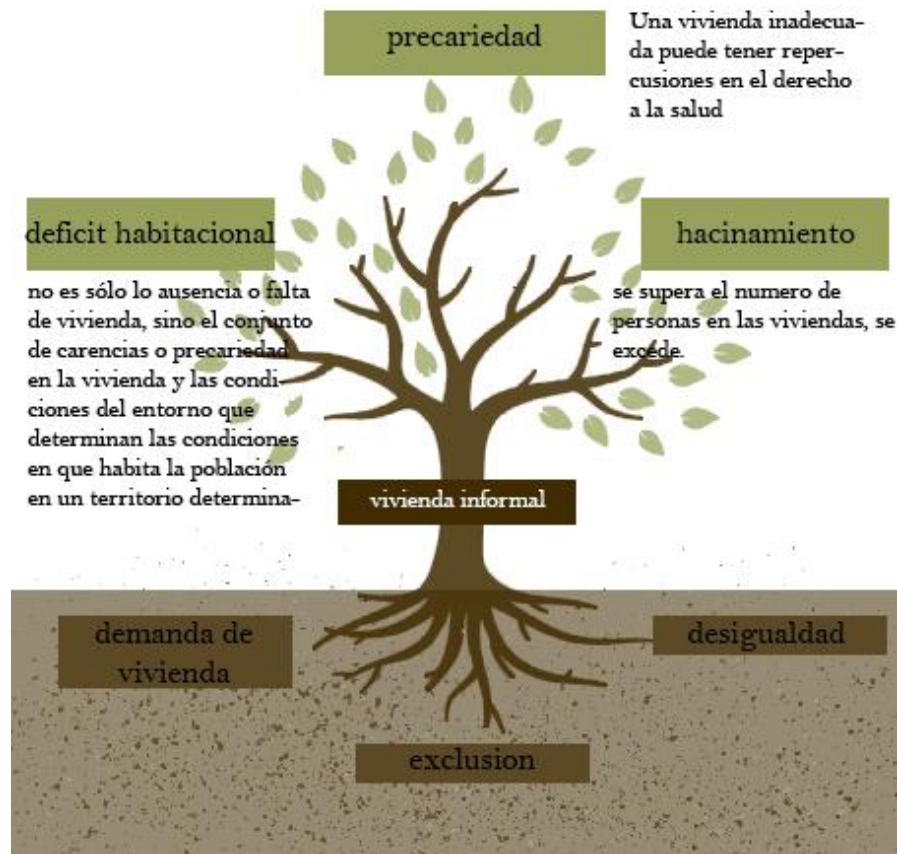 precariedad
Una vivienda inadecua-
da puede tener reper-
cusiones en el derecho
a la salud
deficit habitacional
no es sólo lo ausencia o falta
de vivienda, sino el conjunto
de carencias o precariedad
en la vivienda y las condi-
ciones del entorno que
determinan las condiciones
en que habita la población
en un territorio determina-
hacinamiento
se supera el numero de
personas en las viviendas, se
excede.
vivienda informal
demanda de
vivienda
desigualdad
exclusion